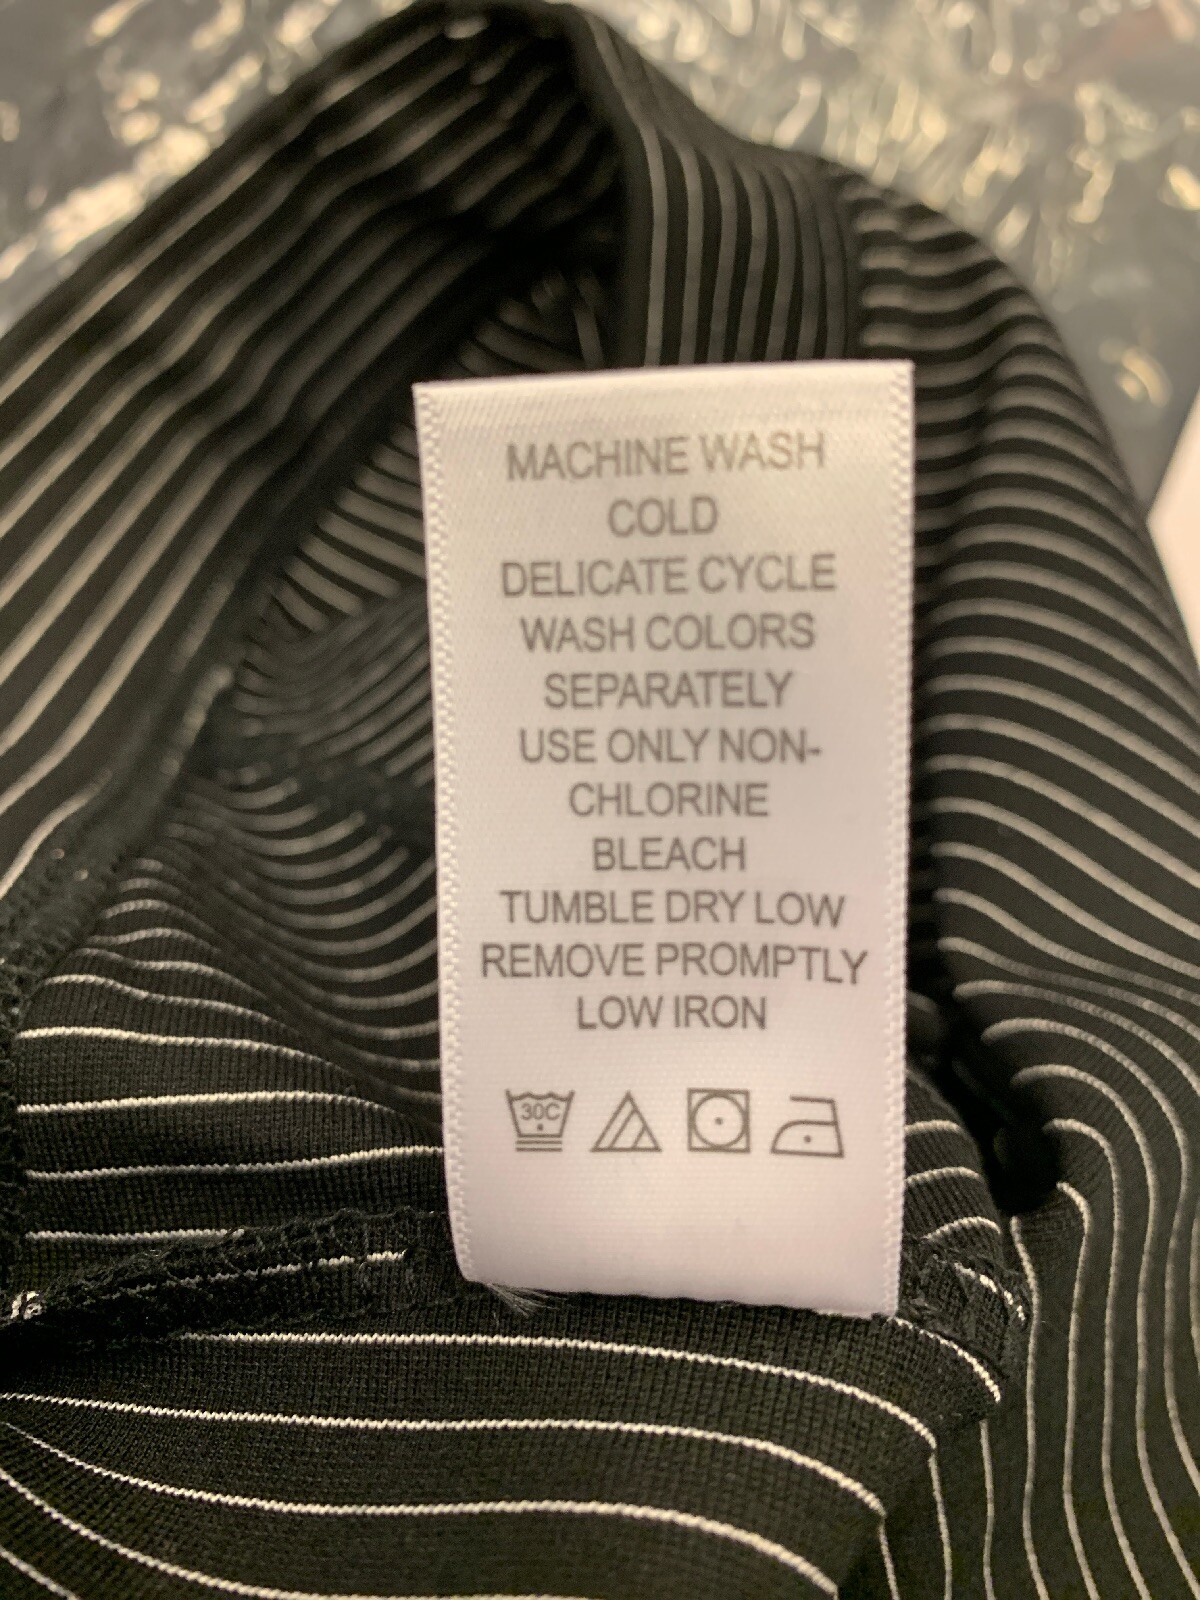 MACHINE WASH
COLD
DELICATE CYCLE
WASH COLORS
SEPARATELY
USE ONLY NON-
CHLORINE
BLEACH
TUMBLE DRY LOW
REMOVE PROMPTLY
LOW IRON
30C